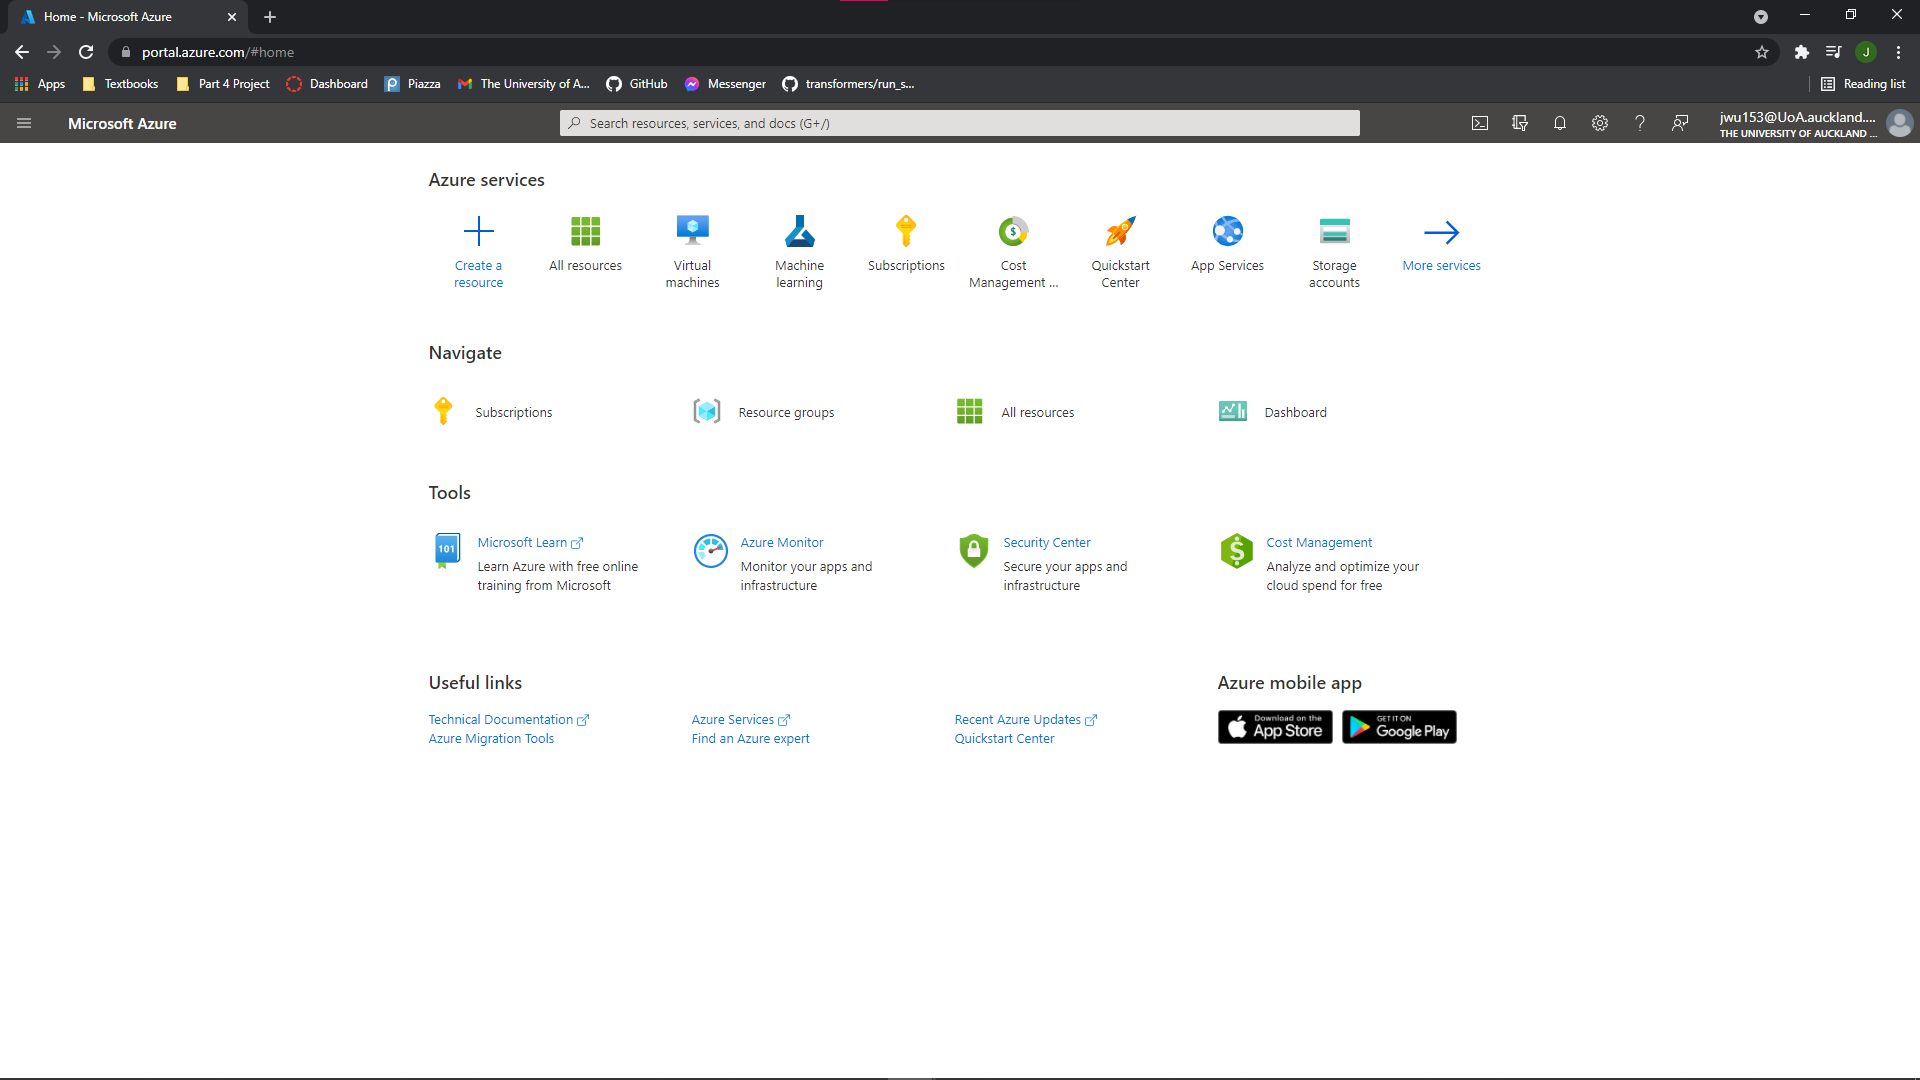 Home - Microsoft Azure
portal.azure.com/#home
Apps Textbooks Part 4 Project Dashboard Piazza The University of A... GitHub Messenger transformers/run_s... Reading list
Microsoft Azure
Search resources, services, and docs (G+/)
jwu153@UoA.auckland....
THE UNIVERSITY OF AUCKLAND ...
J
Azure services
Create a
resource
All resources
Virtual
machines
Machine
learning
Subscriptions
Cost
Management ...
Quickstart
Center
App Services
Storage
accounts
More services
Navigate
Subscriptions
Resource groups
All resources
Dashboard
Tools
101
Microsoft Learn
Learn Azure with free online
training from Microsoft
Azure Monitor
Monitor your apps and
infrastructure
Security Center
Secure your apps and
infrastructure
Cost Management
Analyze and optimize your
cloud spend for free
Useful links
Technical Documentation
Azure Migration Tools
Azure Services
Find an Azure expert
Recent Azure Updates
Quickstart Center
Azure mobile app
Download on the
App Store
GET IT ON
Google Play